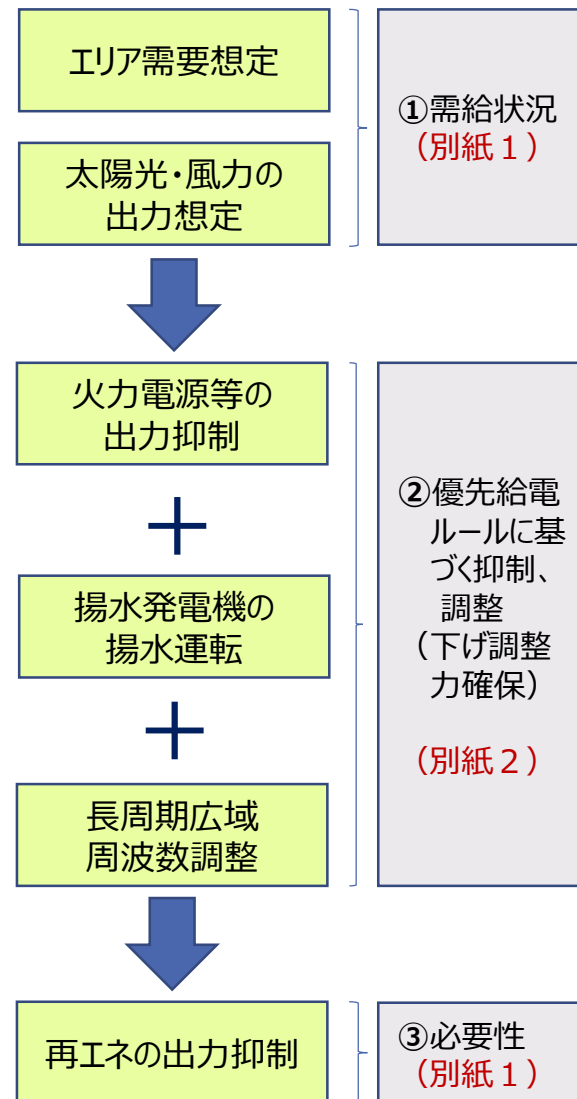 エリア需要想定
太陽光・風力の
出力想定
①需給状況
（別紙１）
火力電源等の
出力抑制
＋
揚水発電機の
揚水運転
＋
長周期広域
周波数調整
②優先給電
ルールに基
づく抑制、
調整
（下げ調整
力確保）
（別紙２）
再エネの出力抑制
③必要性
（別紙１）